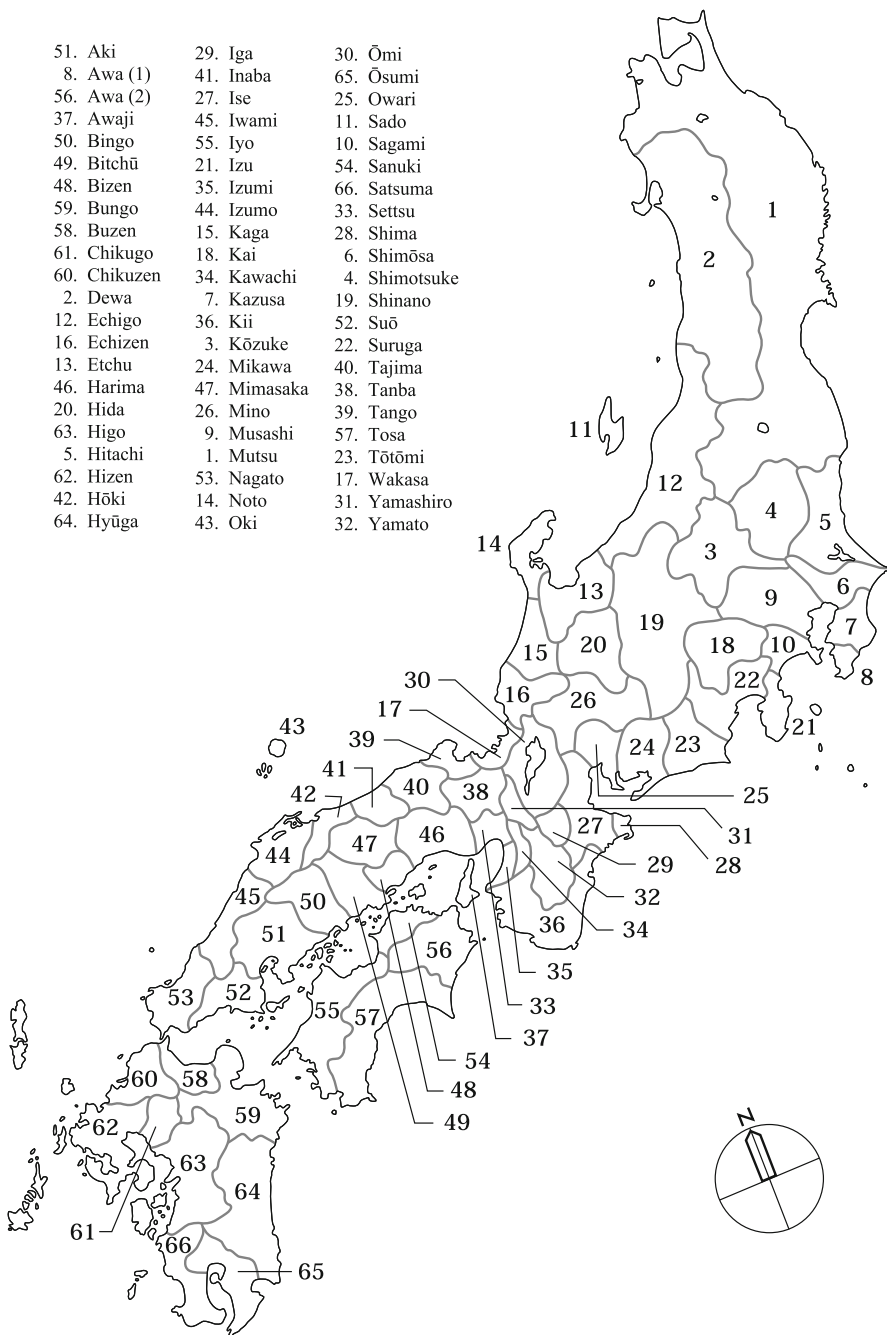 51. Aki
8. Awa (1)
56. Awa (2)
37. Awaji
50. Bingo
49. Bitchū
48. Bizen
59. Bungo
58. Buzen
61. Chikugo
60. Chikuzen
2. Dewa
12. Echigo
16. Echizen
13. Etchu
46. Harima
20. Hida
63. Higo
5. Hitachi
62. Hizen
42. Hōki
64. Hyūga
29. Iga
41. Inaba
27. Ise
45. Iwami
55. Iyo
21. Izu
35. Izumi
44. Izumo
15. Kaga
18. Kai
34. Kawachi
7. Kazusa
36. Kii
3. Kōzuke
24. Mikawa
47. Mimasaka
26. Mino
9. Musashi
1. Mutsu
53. Nagato
14. Noto
43. Oki
30. Ōmi
65. Ōsumi
25. Owari
11. Sado
10. Sagami
54. Sanuki
66. Satsuma
33. Settsu
28. Shima
6. Shimōsa
4. Shimotsuke
19. Shinano
52. Suō
22. Suruga
40. Tajima
38. Tanba
39. Tango
57. Tosa
23. Tōtōmi
17. Wakasa
31. Yamashiro
32. Yamato
1
2
11
12
4
5
14
3
13
6
9
7
19
20
15
18
10
22
8
30
16
26
17
21
43
39
24
23
41
40
38
25
42
31
47
46
27
28
44
29
45
50
32
34
51
36
56
35
53
52
55
57
33
37
54
60
58
48
59
49
62
N
63
64
61
66
65